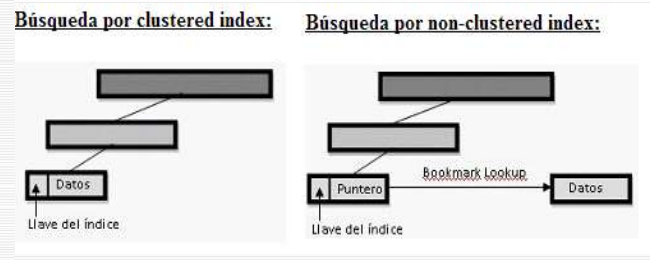 Búsqueda por clustered index:
Búsqueda por non-clustered index:
Datos
Llave del índice
Puntero
Bookmark Lookup
Datos
Llave del índice